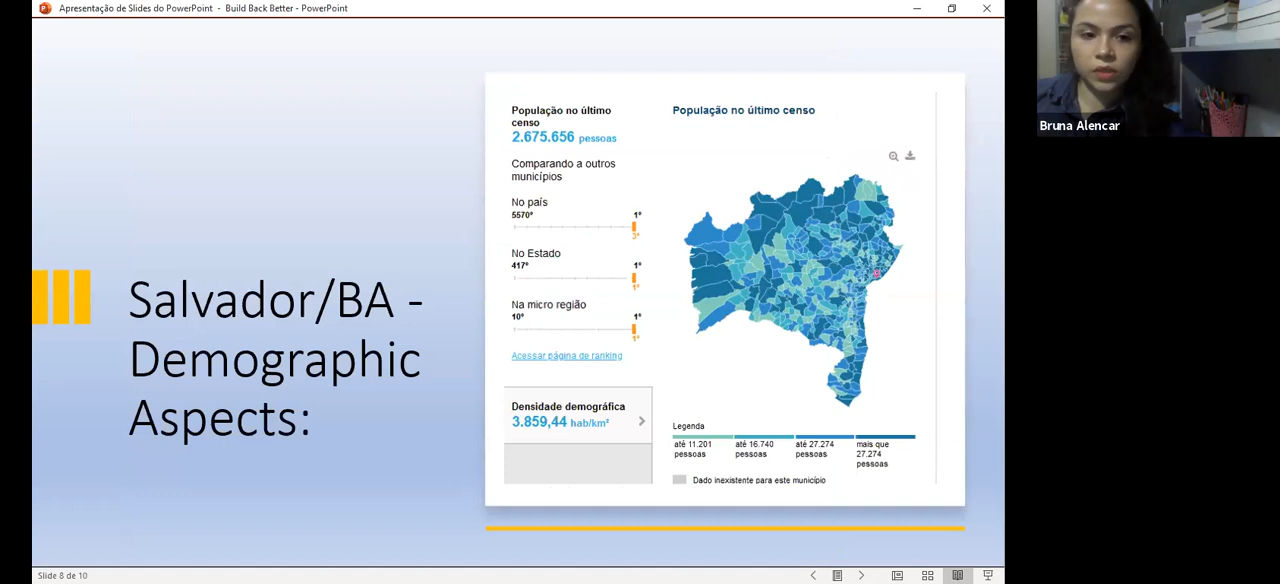 Apresentação de Slides do PowerPoint - Build Back Better - PowerPoint
Salvador/BA -
Demographic
Aspects:
População no último
censo
2.675.656 pessoas
Comparando a outros
municípios
No país
5570º 1º
3º
No Estado
417º 1º
1º
Na micro região
10º 1º
1º
Acessar página de ranking
Densidade demográfica
3.859,44 hab/km²
População no último censo
Legenda
até 11.201
pessoas
até 16.740
pessoas
até 27.274
pessoas
mais que
27.274
pessoas
Dado inexistente para este município
Slide 8 de 10
Bruna Alencar